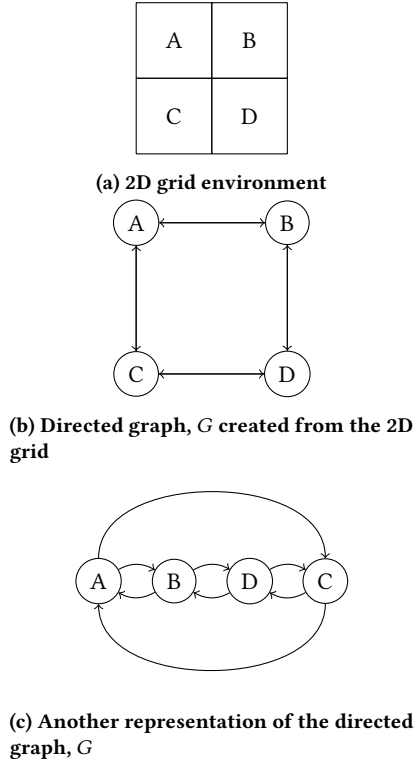 A B
C D
(a) 2D grid environment
A B
C D
(b) Directed graph, G created from the 2D
grid
A B D C
(c) Another representation of the directed
graph, G